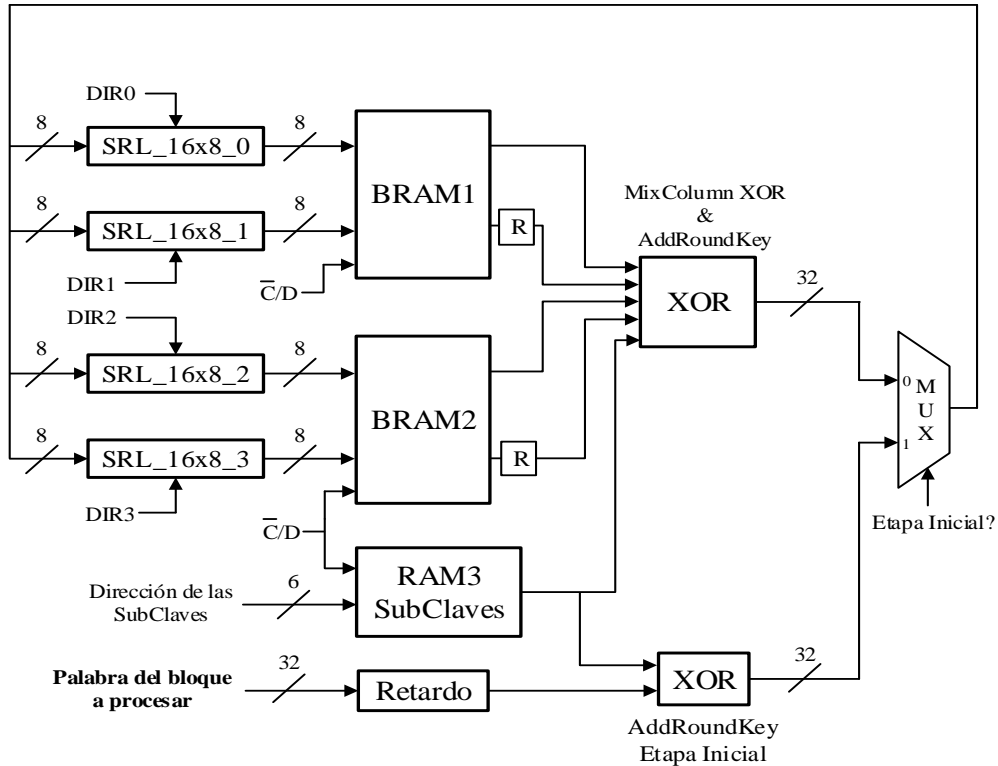 DIR0
8
SRL_16x8_0
8
8
SRL_16x8_1
8
DIR1
BRAM1
R
C/D
DIR2
8
SRL_16x8_2
8
8
SRL_16x8_3
8
DIR3
BRAM2
R
C/D
MixColumn XOR
&
AddRoundKey
XOR
32
0
MUX
1
Etapa Inicial?
Dirección de las
SubClaves
6
RAM3
SubClaves
Palabra del bloque
a procesar
32
Retardo
XOR
32
AddRoundKey
Etapa Inicial